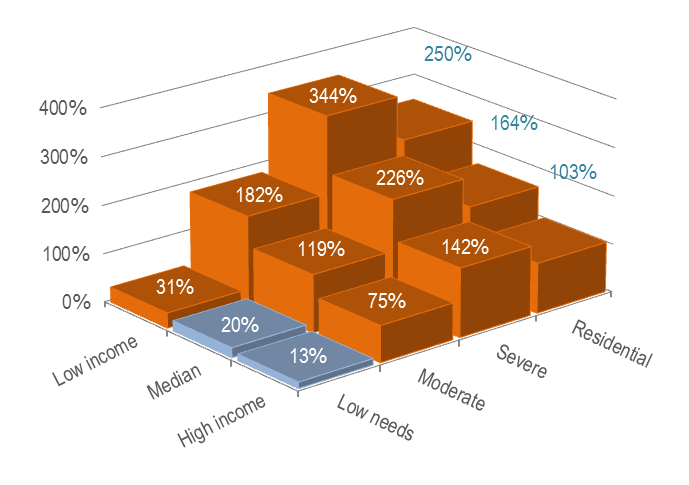 250%
400%
344%
164%
300%
103%
226%
182%
200%
142%
119%
100%
31%
75%
0%
20%
13%
Low income
Median
High income
Low needs
Moderate
Severe
Residential